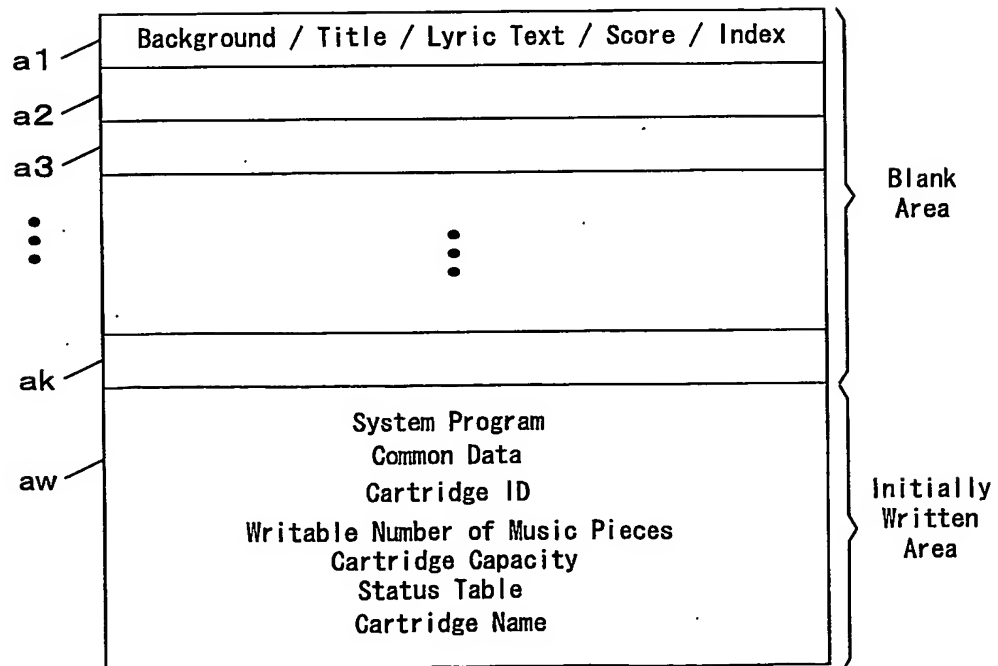 a1
Background / Title / Lyric Text / Score / Index
a2
a3
Blank
Area
ak
System Program
Common Data
aw
Cartridge ID
Initially
Written
Area
Writable Number of Music Pieces
Cartridge Capacity
Status Table
Cartridge Name